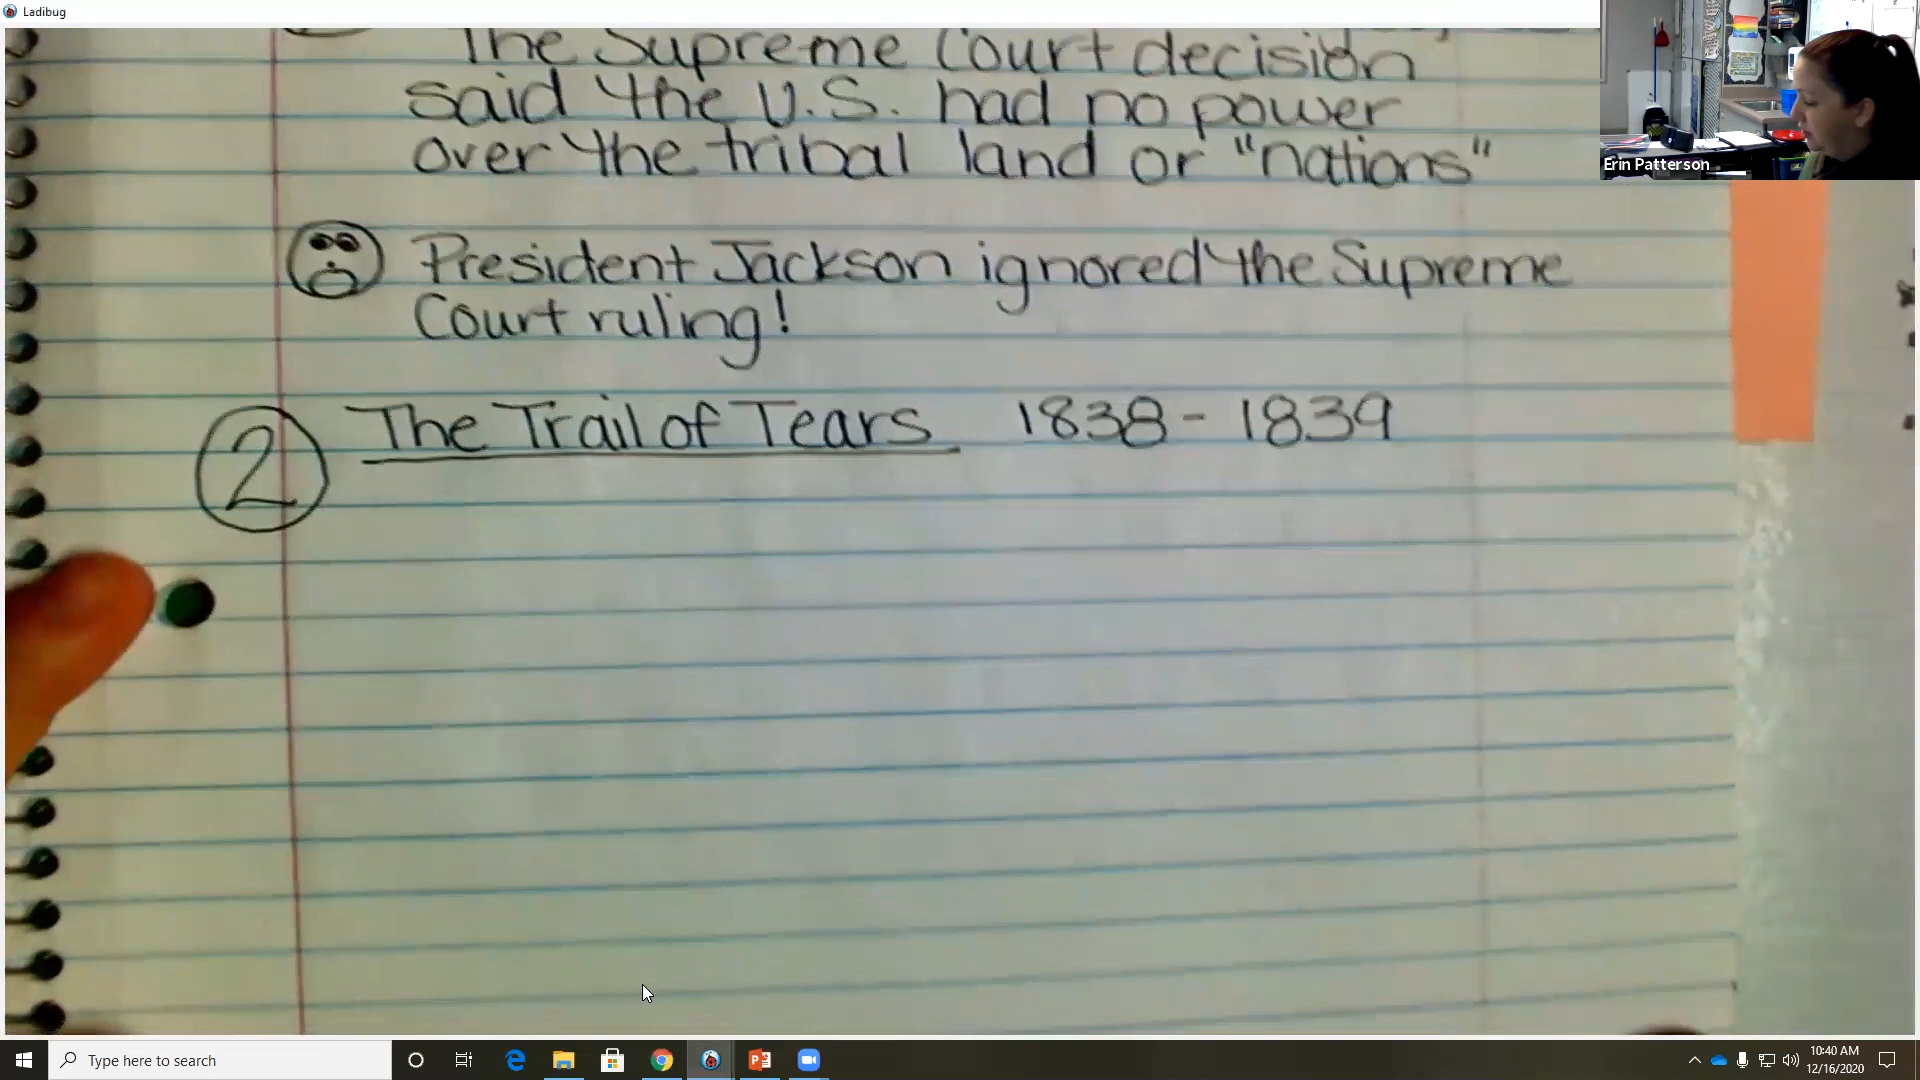 Ladibug
The Supreme Court decision
said the U.S. had no power
over the tribal land or "nations"
Erin Patterson
President Jackson ignored the Supreme
Court ruling!
2 The Trail of Tears 1838 - 1839
Type here to search
10:40 AM
12/16/2020